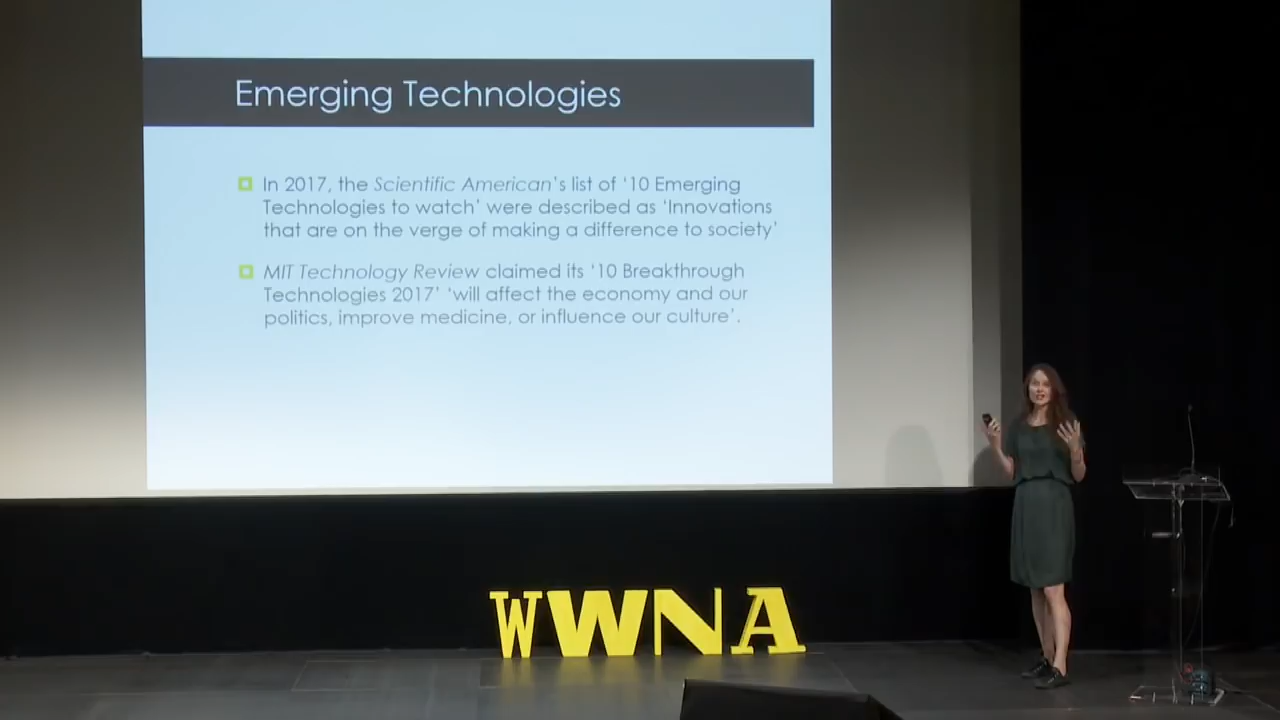 Emerging Technologies
In 2017, the Scientific American's list of '10 Emerging
Technologies to watch' were described as 'Innovations
that are on the verge of making a difference to society'
MIT Technology Review claimed its '10 Breakthrough
Technologies 2017' 'will affect the economy and our
politics, improve medicine, or influence our culture'.
WWNA